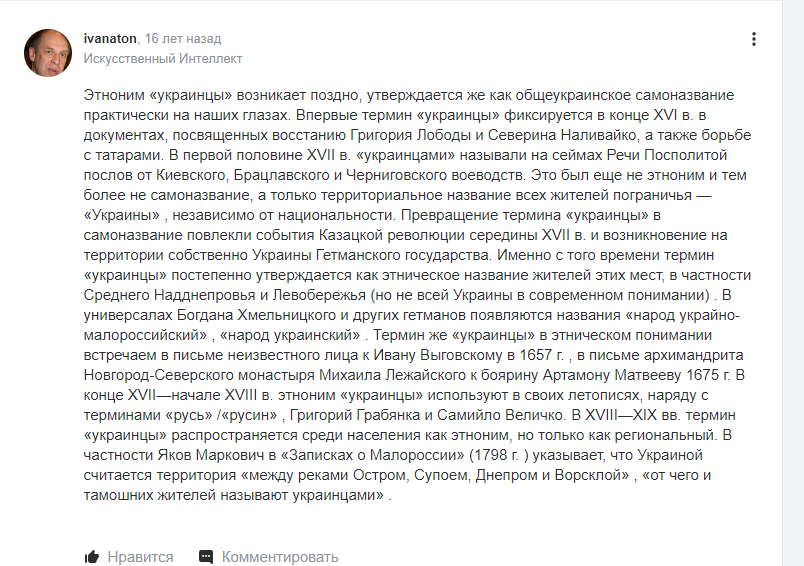 ivanaton, 16 лет назад
Искусственный Интеллект
Этноним «украинцы» возникает поздно, утверждается же как общеукраинское самоназвание
практически на наших глазах. Впервые термин «украинцы» фиксируется в конце XVI в. в
документах, посвященных восстанию Григория Лободы и Северина Наливайко, а также борьбе
с татарами. В первой половине XVII в. «украинцами» называли на сеймах Речи Посполитой
послов от Киевского, Брацлавского и Черниговского воеводств. Это был еще не этноним и тем
более не самоназвание, а только территориальное название всех жителей пограничья —
«Украины» , независимо от национальности. Превращение термина «украинцы» в
самоназвание повлекли события Казацкой революции середины XVII в. и возникновение на
территории собственно Украины Гетманского государства. Именно с того времени термин
«украинцы» постепенно утверждается как этническое название жителей этих мест, в частности
Среднего Надднепровья и Левобережья (но не всей Украины в современном понимании) . В
универсалах Богдана Хмельницкого и других гетманов появляются названия «народ украйно-
малороссийский» , «народ украинский» . Термин же «украинцы» в этническом понимании
встречаем в письме неизвестного лица к Ивану Выговскому в 1657 г. , в письме архимандрита
Новгород-Северского монастыря Михаила Лежайского к боярину Артамону Матвееву 1675 г. В
конце XVII—начале XVIII в. этноним «украинцы» используют в своих летописях, наряду с
терминами «русь» /«русин» , Григорий Грабянка и Самийло Величко. В XVIII—XIX вв. термин
«украинцы» распространяется среди населения как этноним, но только как региональный. В
частности Яков Маркович в «Записках о Малороссии» (1798 г. ) указывает, что Украиной
считается территория «между реками Остром, Супоем, Днепром и Ворсклой» , «от чего и
тамошних жителей называют украинцами» .
Нравится Комментировать